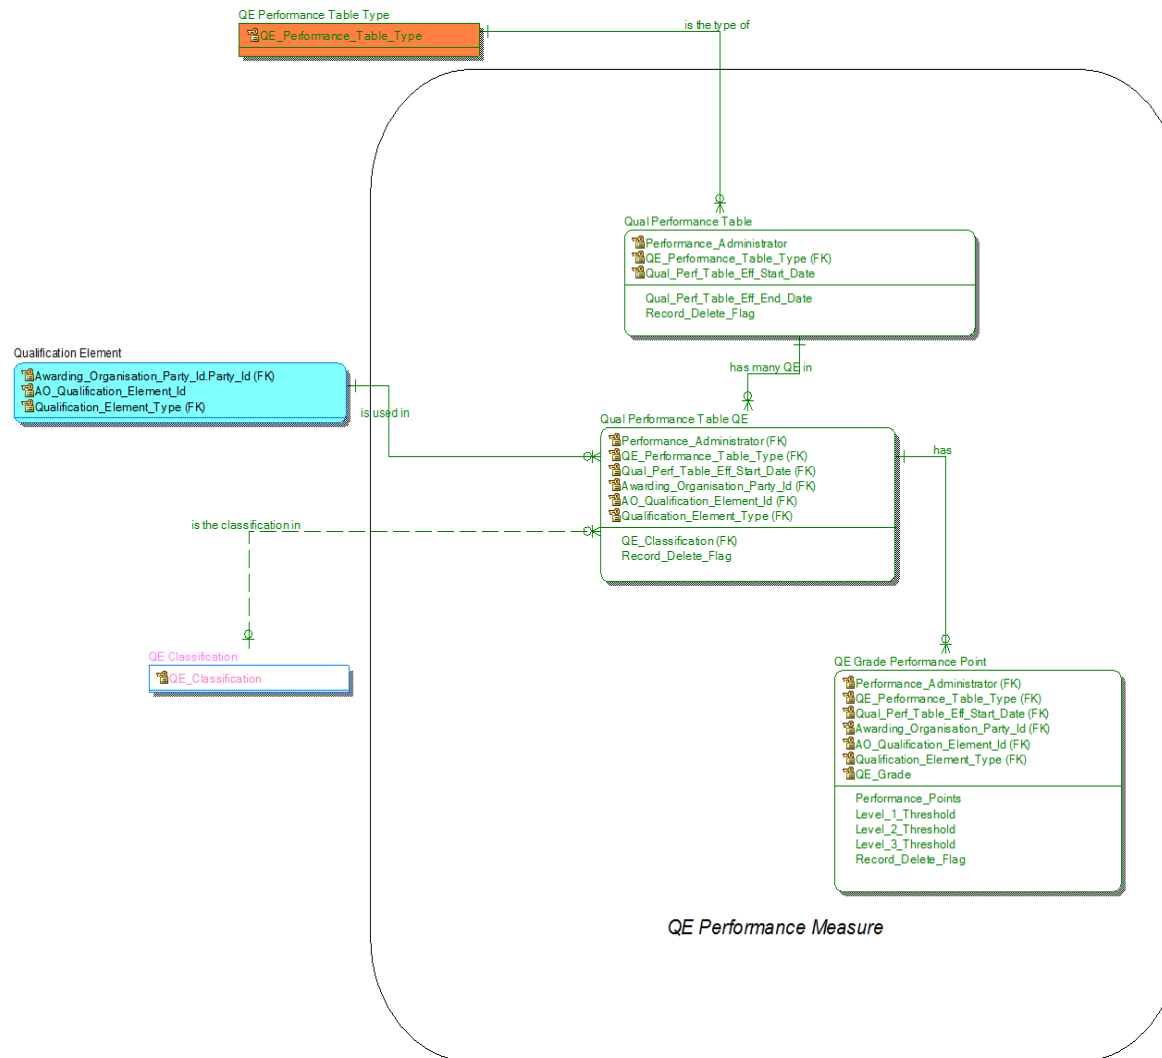 QE Performance Table Type
QE_Performance_Table_Type
is the type of
Qual Performance Table
Performance_Administrator
QE_Performance_Table_Type (FK)
Qual_Perf_Table_Eff_Start_Date
Qual_Perf_Table_Eff_End_Date
Record_Delete_Flag
Qualification Element
Awarding_Organisation_Party_Id.Party_Id (FK)
AO_Qualification_Element_Id
Qualification_Element_Type (FK)
has many QE in
is used in
Qual Performance Table QE
Performance_Administrator (FK)
QE_Performance_Table_Type (FK)
Qual_Perf_Table_Eff_Start_Date (FK)
Awarding_Organisation_Party_Id (FK)
AO_Qualification_Element_Id (FK)
Qualification_Element_Type (FK)
QE_Classification (FK)
Record_Delete_Flag
has
is the classification in
QE Classification
QE_Classification
QE Grade Performance Point
Performance_Administrator (FK)
QE_Performance_Table_Type (FK)
Qual_Perf_Table_Eff_Start_Date (FK)
Awarding_Organisation_Party_Id (FK)
AO_Qualification_Element_Id (FK)
Qualification_Element_Type (FK)
QE_Grade
Performance_Points
Level_1_Threshold
Level_2_Threshold
Level_3_Threshold
Record_Delete_Flag
QE Performance Measure